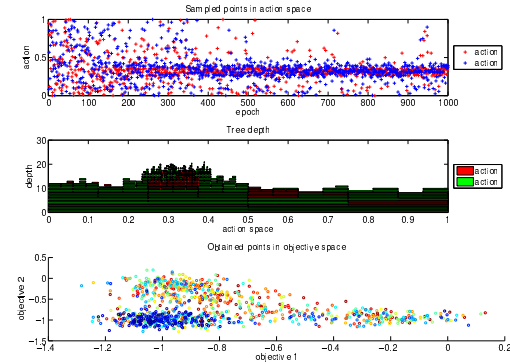 Sampled points in action space
1
0.5
0
action
0 100 200 300 400 500 600 700 800 900 1000
epoch
action
action
Tree depth
30
20
10
0
depth
0 0.1 0.2 0.3 0.4 0.5 0.6 0.7 0.8 0.9 1
action space
action
action
Obtained points in objective space
0.5
0
-0.5
-1
-1.5
objective 2
-1.4 -1.2 -1 -0.8 -0.6 -0.4 -0.2 0 0.2
objective 1